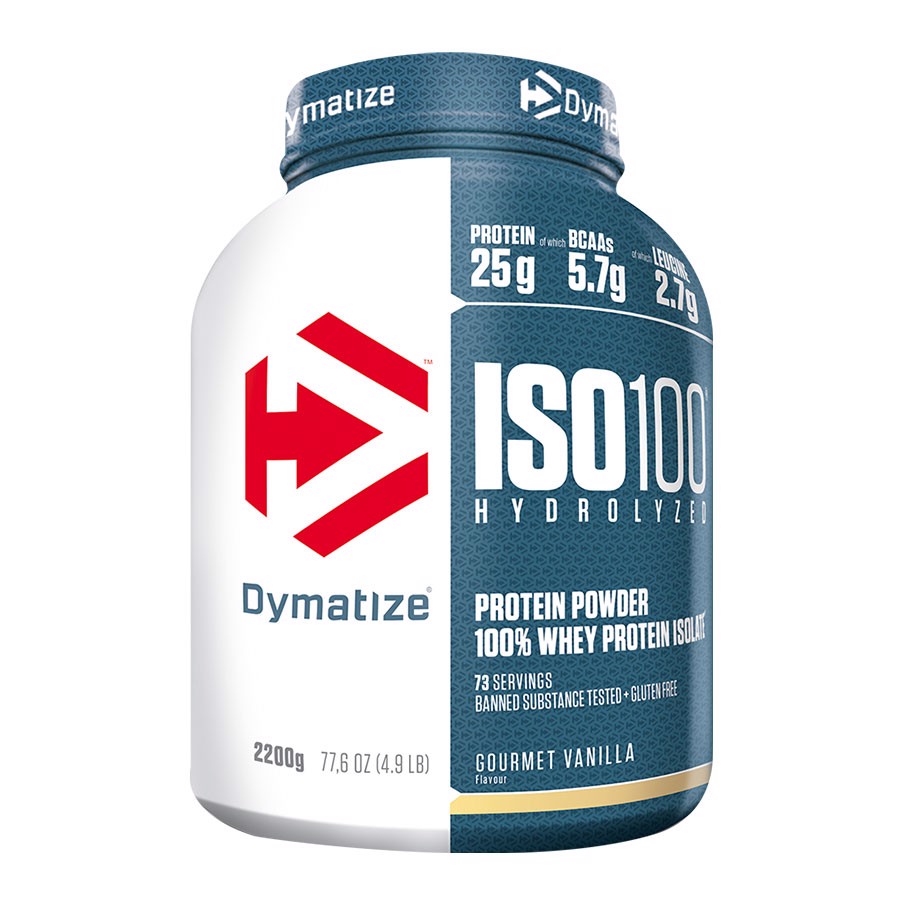 ymatize
Dyma
PROTEIN of which BCAAs of which LEUCINE
25g 5.7g 2.7g
ISO100®
HYDROLYZED
™
Dymatize®
PROTEIN POWDER
100% WHEY PROTEIN ISOLATE
73 SERVINGS
BANNED SUBSTANCE TESTED + GLUTEN FREE
2200g 77,6 OZ (4.9 LB)
GOURMET VANILLA
Flavour